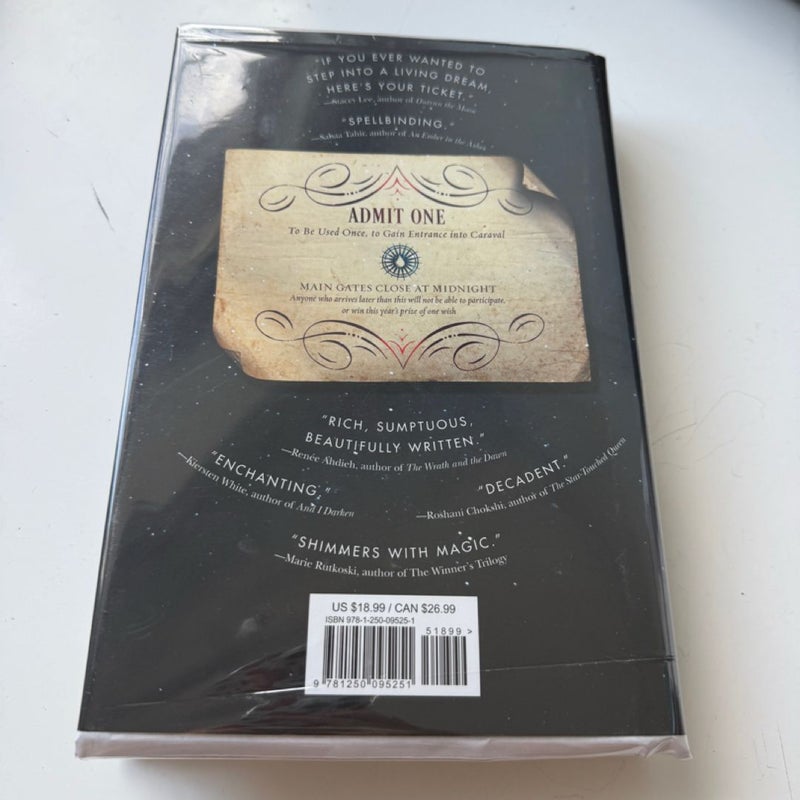 "IF YOU EVER WANTED TO
STEP INTO A LIVING DREAM,
HERE'S YOUR TICKET."
—Stacey Lee, author of Outrun the Moon
"SPELLBINDING."
—Sabaa Tahir, author of An Ember in the Ashes
ADMIT ONE
To Be Used Once, to Gain Entrance into Caraval
MAIN GATES CLOSE AT MIDNIGHT
Anyone who arrives later than this will not be able to participate,
or win this year's prize of one wish
"RICH, SUMPTUOUS,
BEAUTIFULLY WRITTEN."
—Renée Ahdieh, author of The Wrath and the Dawn
"ENCHANTING."
—Kiersten White, author of And I Darken
"DECADENT."
—Roshani Chokshi, author of The Star-Touched Queen
"SHIMMERS WITH MAGIC."
—Marie Rutkoski, author of The Winner's Trilogy
US $18.99 / CAN $26.99
ISBN 978-1-250-09525-1
51899 >
9 781250 095251